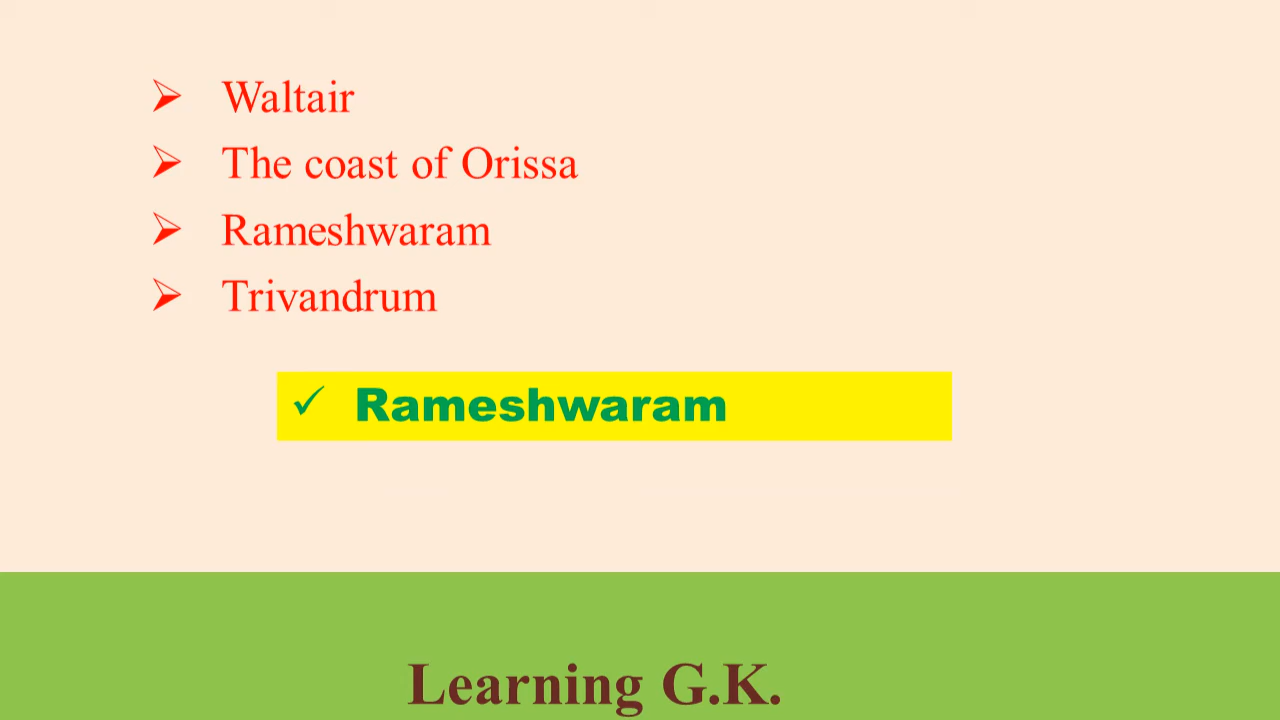 Waltair
The coast of Orissa
Rameshwaram
Trivandrum
Rameshwaram
Learning G.K.